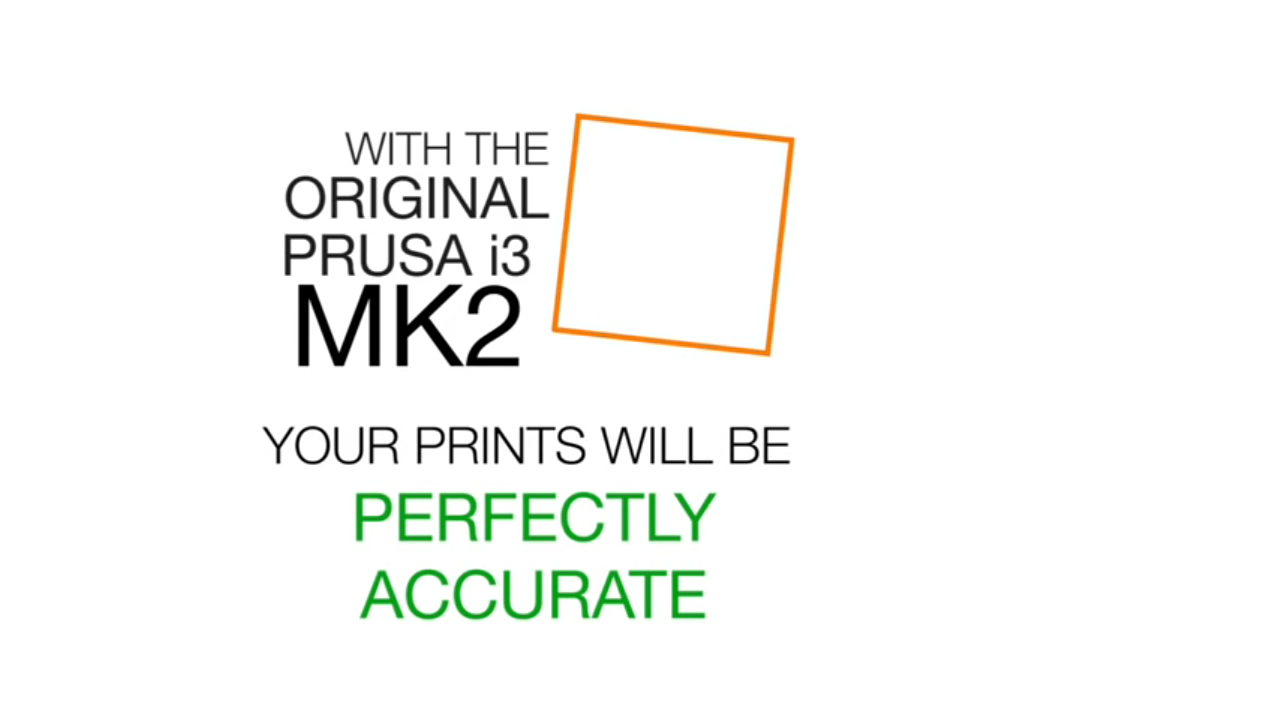 WITH THE
ORIGINAL
PRUSA i3
MK2
YOUR PRINTS WILL BE
PERFECTLY
ACCURATE